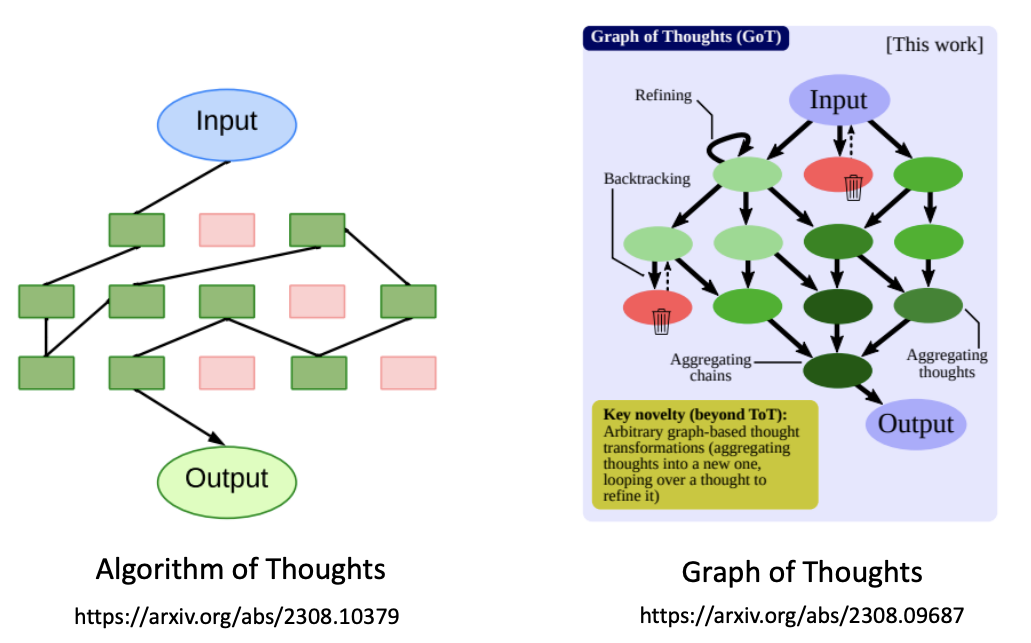 Input
Output
Algorithm of Thoughts
https://arxiv.org/abs/2308.10379
Graph of Thoughts (GoT)
[This work]
Input
Refining
Backtracking
Aggregating
chains
Aggregating
thoughts
Output
Key novelty (beyond ToT):
Arbitrary graph-based thought
transformations (aggregating
thoughts into a new one,
looping over a thought to
refine it)
Graph of Thoughts
https://arxiv.org/abs/2308.09687